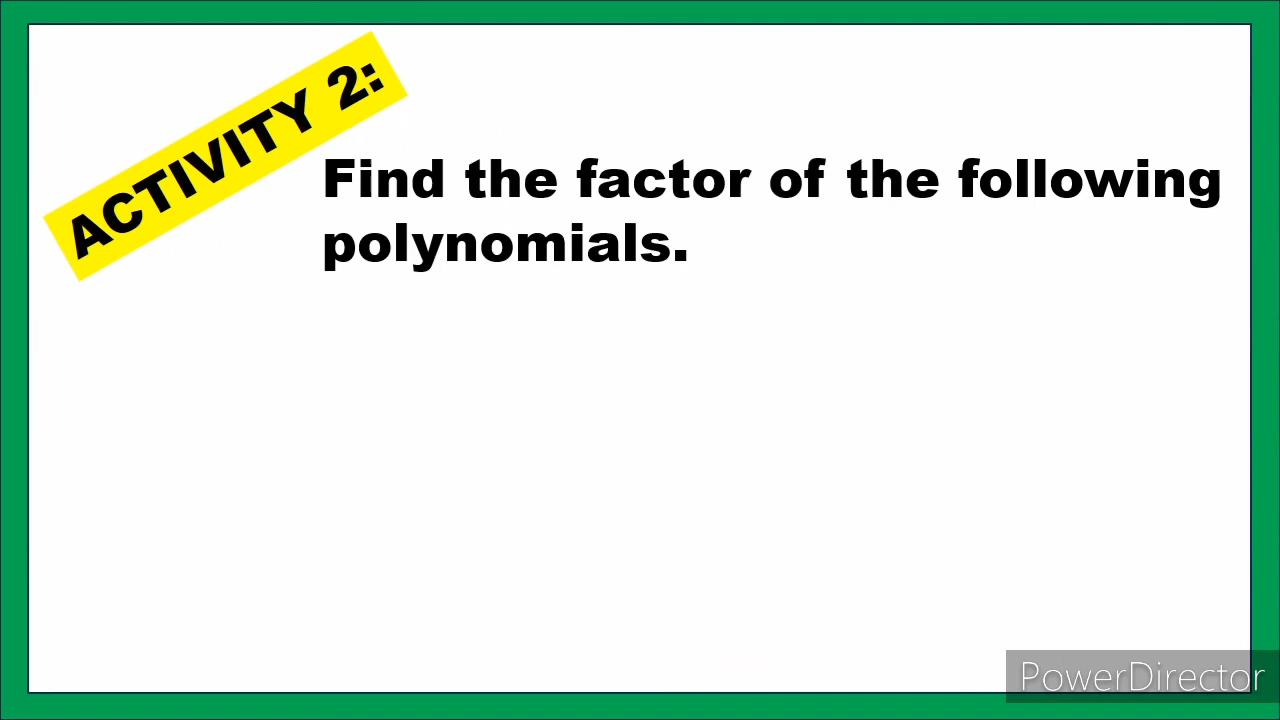 ACTIVITY 2:
Find the factor of the following
polynomials.
PowerDirector